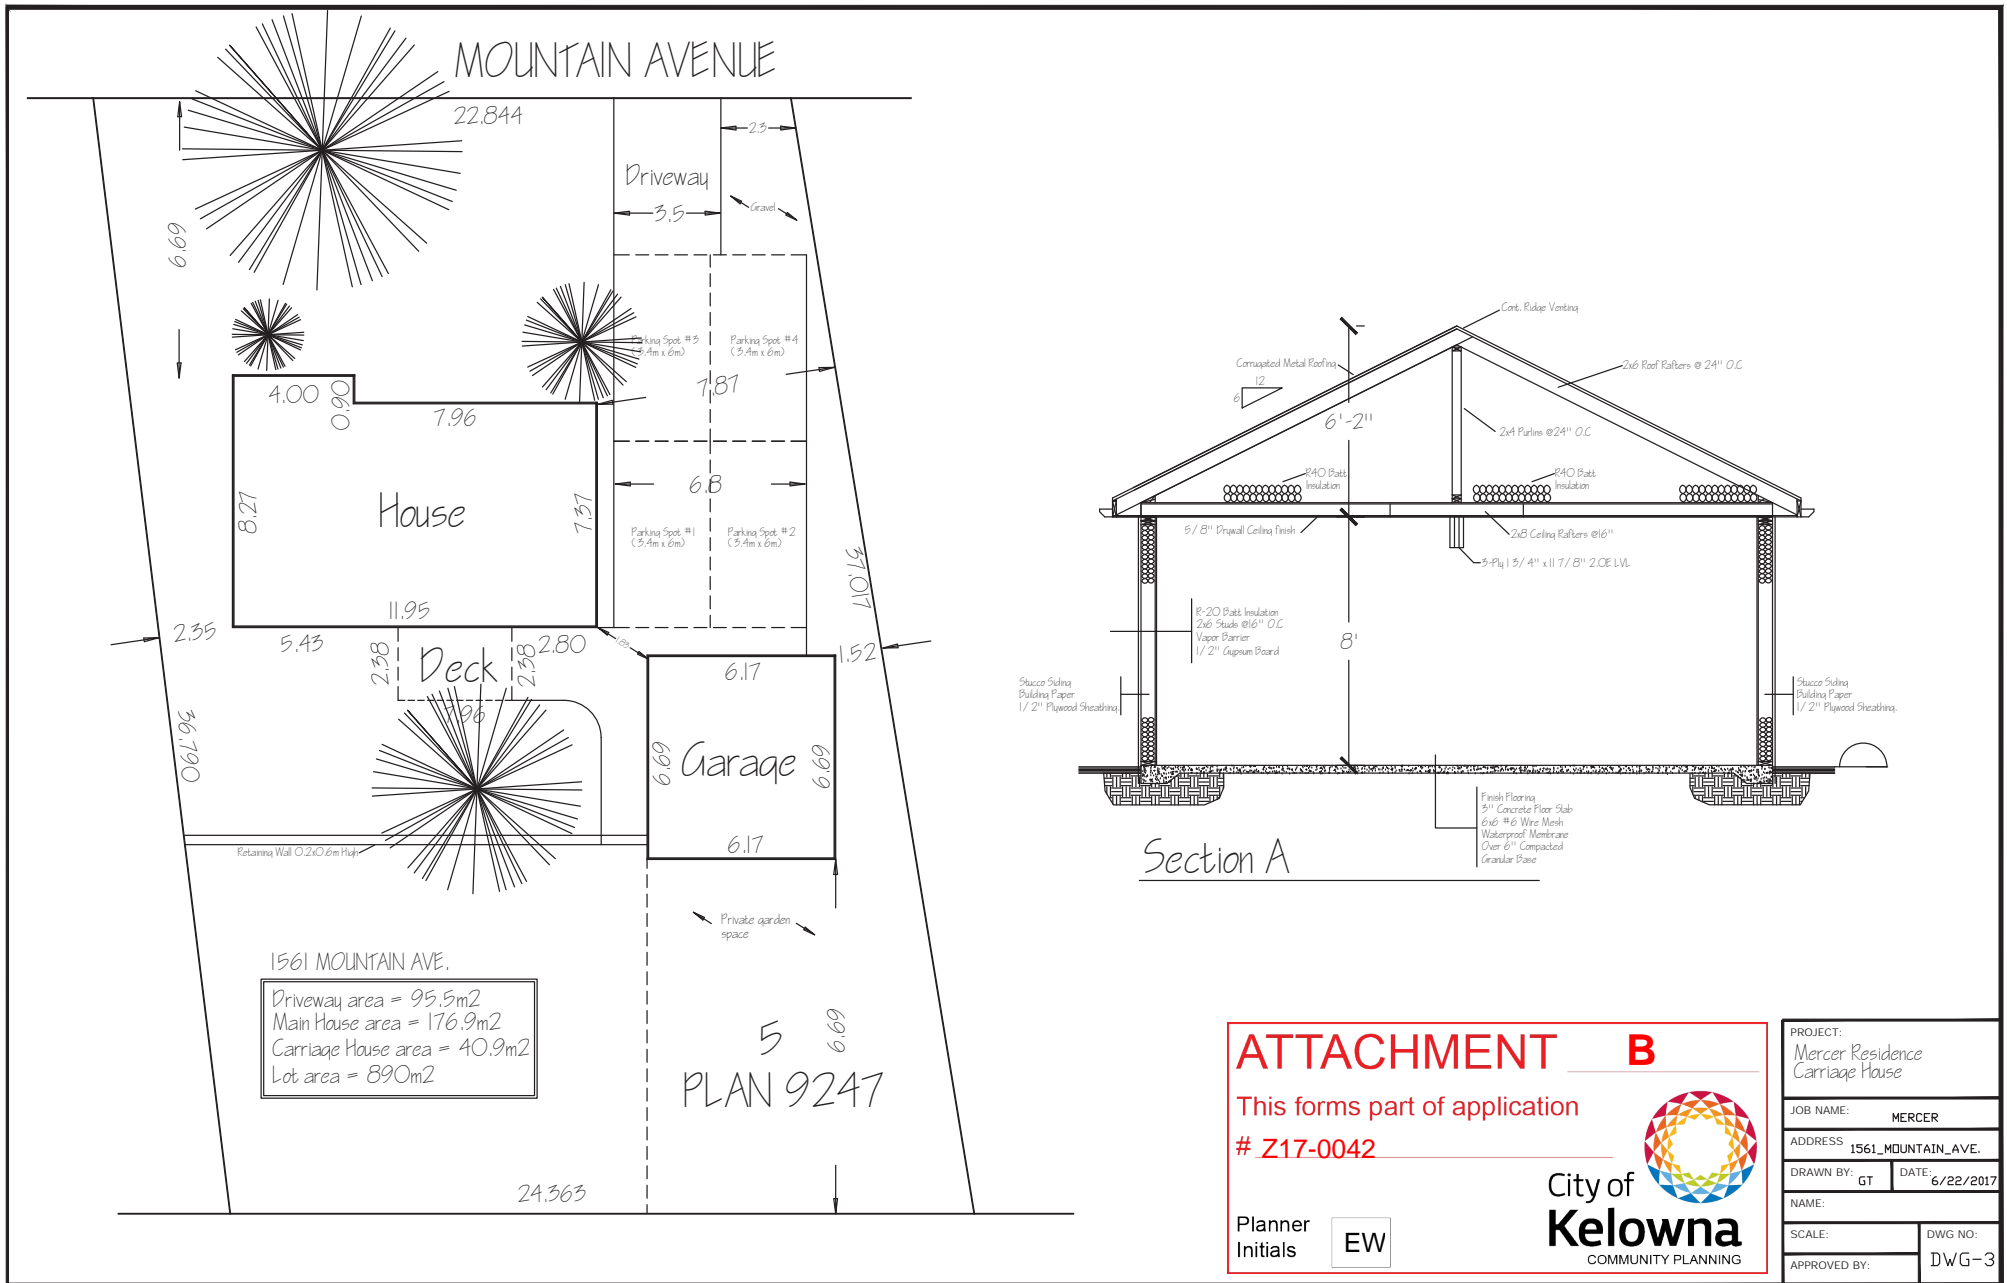 MOUNTAIN AVENUE
22.844
2.3
Driveway
3.5
Gravel
6.69
Parking Spot #3
(3.4m x 6m)
Parking Spot #4
(3.4m x 6m)
7.87
4.00
0.90
7.96
8.27
House
7.37
6.8
Parking Spot #1
(3.4m x 6m)
Parking Spot #2
(3.4m x 6m)
37.017
11.95
2.35
5.43
2.38
Deck
2.38
2.80
1.83
1.52
7.96
36.790
6.17
6.69
Garage
6.69
6.17
Retaining Wall 0.2x0.6m High
Private garden
space
1561 MOUNTAIN AVE.
Driveway area = 95.5m2
Main House area = 176.9m2
Carriage House area = 40.9m2
Lot area = 890m2
6.69
5
PLAN 9247
24.363
Cont. Ridge Venting
Corrugated Metal Roofing
12
6
6'-2"
2x6 Roof Rafters @ 24" O.C
2x4 Purlins @24" O.C
R40 Batt
Insulation
R40 Batt
Insulation
5/8" Drywall Ceiling finish
2x8 Ceiling Rafters @16"
3-Ply 1 3/4" x 11 7/8" 2.0E LVL
R-20 Batt Insulation
2x6 Studs @16" O.C
Vapor Barrier
1/2" Gypsum Board
8'
Stucco Siding
Building Paper
1/2" Plywood Sheathing.
Stucco Siding
Building Paper
1/2" Plywood Sheathing.
Finish Flooring
3" Concrete Floor Slab
6x6 #6 Wire Mesh
Waterproof Membrane
Over 6" Compacted
Granular Base
Section A
ATTACHMENT B
This forms part of application
# Z17-0042
City of
Kelowna
COMMUNITY PLANNING
Planner
Initials
EW
PROJECT:
Mercer Residence
Carriage House
JOB NAME: MERCER
ADDRESS 1561_MOUNTAIN_AVE.
DRAWN BY: GT DATE: 6/22/2017
NAME:
SCALE:
DWG NO:
DWG-3
APPROVED BY: